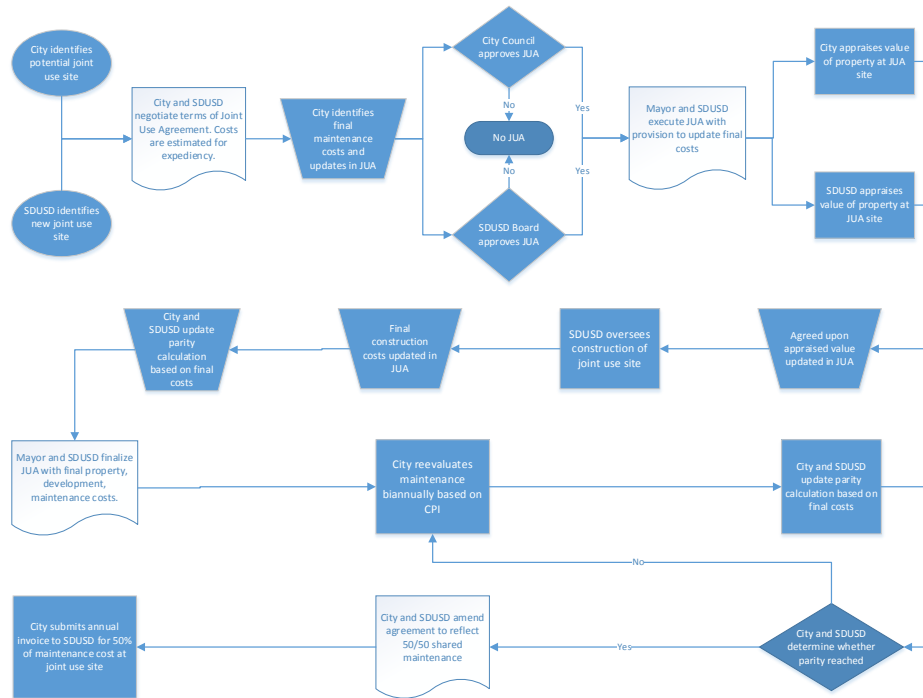 City identifies
potential joint
use site
SDUSD identifies
new joint use
site
City and SDUSD
negotiate terms of Joint
Use Agreement. Costs
are estimated for
expediency.
City identifies
final
maintenance
costs and
updates in JUA
City Council
approves JUA
No
No JUA
No
SDUSD Board
approves JUA
Yes
Yes
Mayor and SDUSD
execute JUA with
provision to update final
costs
City appraises
value of property
at JUA
site
SDUSD appraises
value of property at
JUA site
Agreed upon
appraised value
updated in JUA
SDUSD oversees
construction of
joint use site
Final
construction
costs updated in
JUA
City and
SDUSD update
parity
calculation
based on final
costs
Mayor and SDUSD finalize
JUA with final property,
development,
maintenance costs.
City reevaluates
maintenance
biannually based on
CPI
City and SDUSD
update parity
calculation based on
final costs
No
City and SDUSD
determine whether
parity reached
Yes
City and SDUSD amend
agreement to reflect
50/50 shared
maintenance
City submits annual
invoice to SDUSD for 50%
of maintenance cost at
joint use site